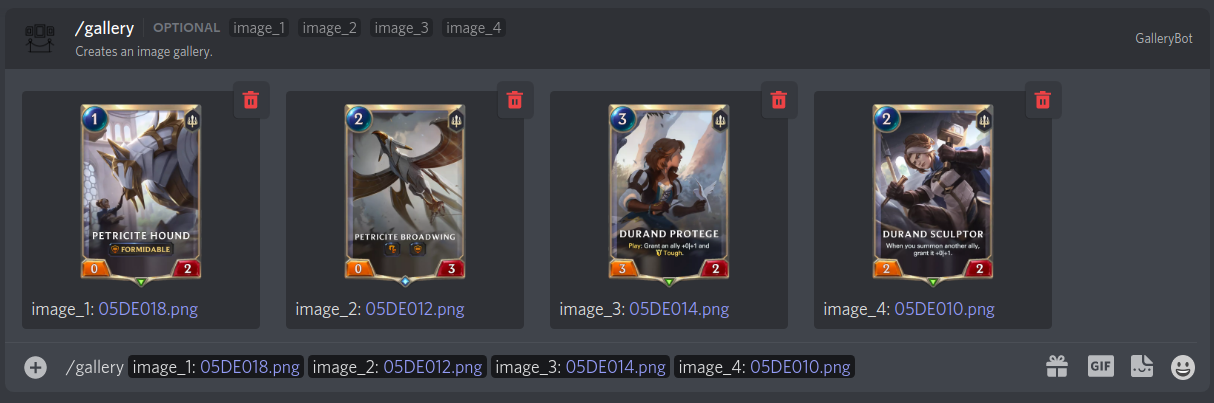 /gallery OPTIONAL image_1 image_2 image_3 image_4
Creates an image gallery.
GalleryBot
1
PETRICITE HOUND
FORMIDABLE
0 2
image_1: 05DE018.png
2
PETRICITE BROADWING
0 3
image_2: 05DE012.png
3
DURAND PROTEGE
Play: Grant an ally +0|+1 and
Tough.
3 2
image_3: 05DE014.png
2
DURAND SCULPTOR
When you summon another ally,
grant it +0|+1.
2 2
image_4: 05DE010.png
/gallery image_1: 05DE018.png image_2: 05DE012.png image_3: 05DE014.png image_4: 05DE010.png
GIF